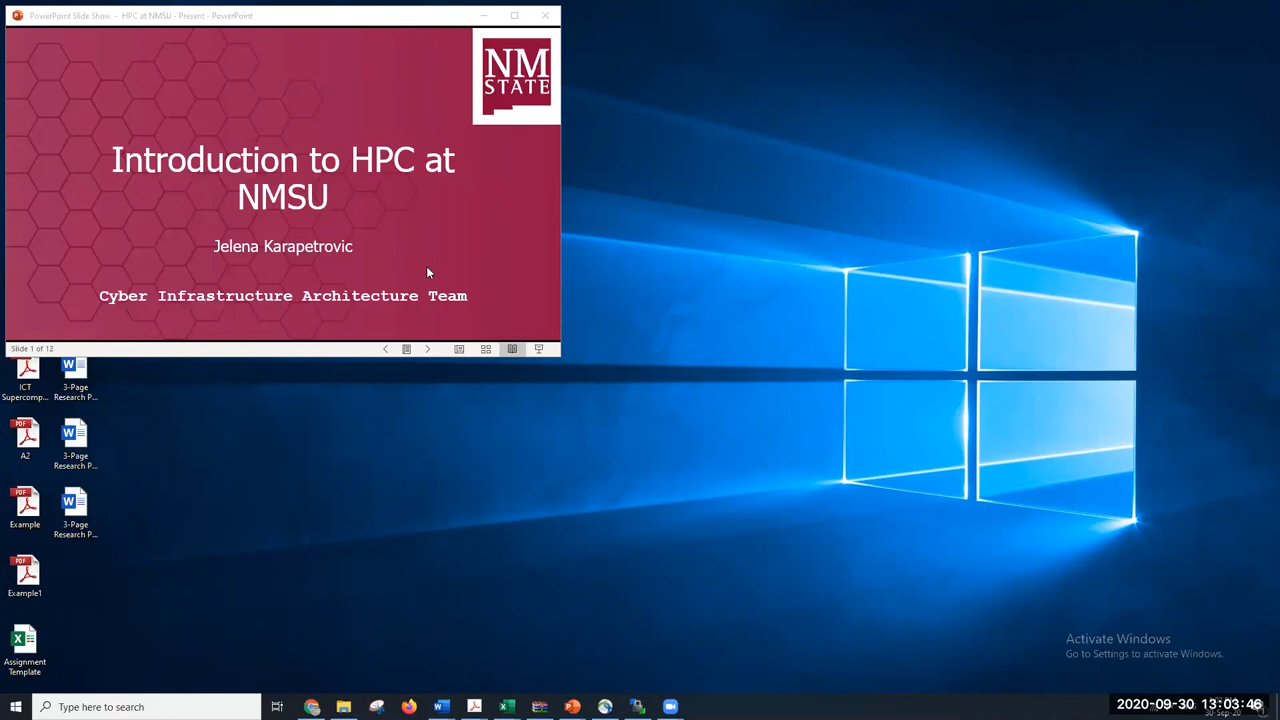 PowerPoint Slide Show - HPC at NMSU - Present - PowerPoint
NM
STATE
Introduction to HPC at
NMSU
Jelena Karapetrovic
Cyber Infrastructure Architecture Team
Slide 1 of 12
ICT
Supercomp...
3-Page
Research P...
A2
3-Page
Research P...
Example
3-Page
Research P...
Example1
Assignment
Template
Activate Windows
Go to Settings to activate Windows.
Type here to search
2020-09-30 13:03:46